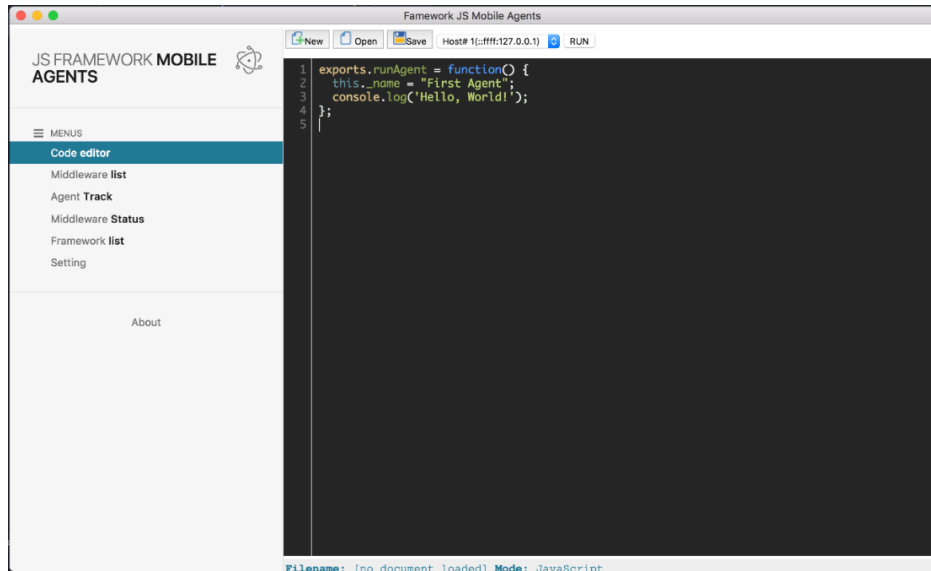 Famework JS Mobile Agents
JS FRAMEWORK MOBILE
AGENTS
MENUS
Code editor
Middleware list
Agent Track
Middleware Status
Framework list
Setting
About
New Open Save Host# 1(::ffff:127.0.0.1) RUN
1 exports.runAgent = function() {
2 this._name = "First Agent";
3 console.log('Hello, World!');
4 };
5
Filename: [no document loaded] Mode: JavaScript